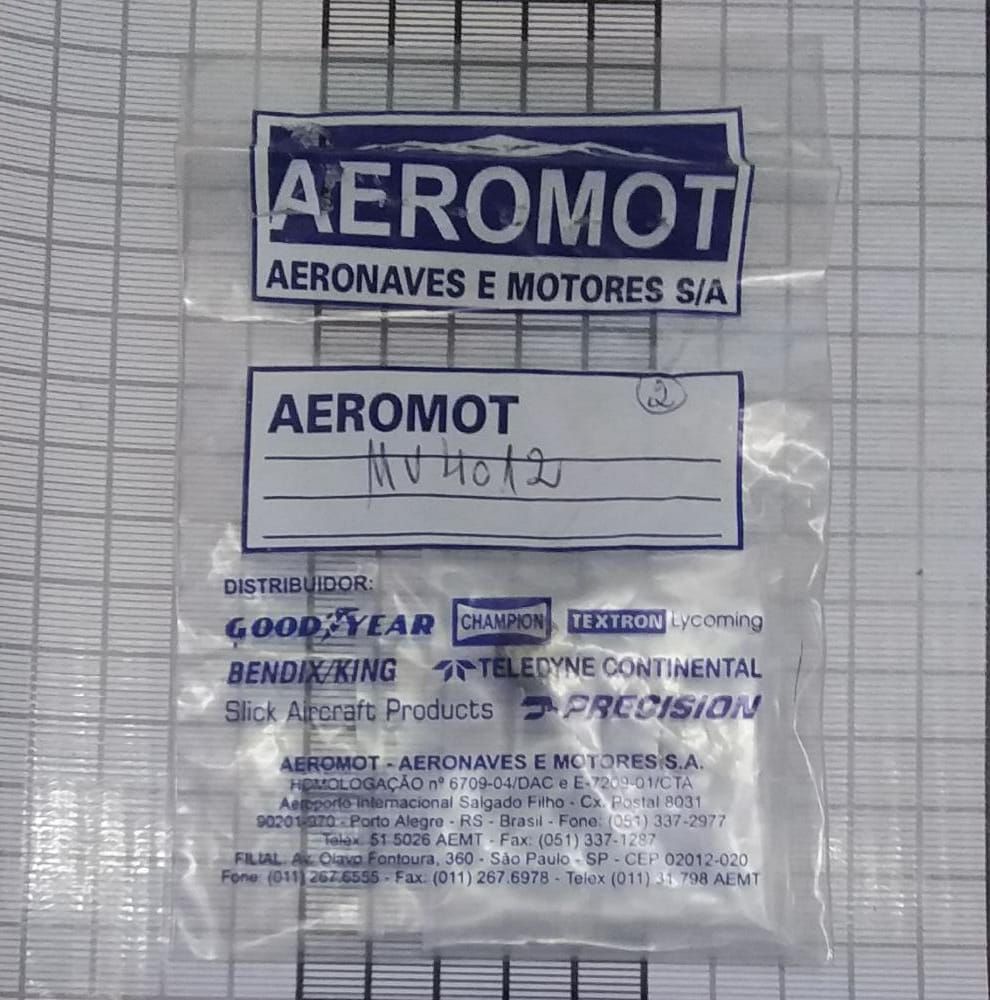 AEROMOT
AERONAVES E MOTORES S/A
2
AEROMOT
MV4012
DISTRIBUIDOR:
GOODYEAR CHAMPION TEXTRON Lycoming
BENDIX/KING TELEDYNE CONTINENTAL
Slick Aircraft Products PRECISION
AEROMOT - AERONAVES E MOTORES S.A.
HOMOLOGAÇÃO nº 6709-04/DAC e E-7209-01/CTA
Aeroporto Internacional Salgado Filho - Cx. Postal 8031
90201-970 - Porto Alegre - RS - Brasil - Fone: (051) 337-2977
Telex: 51 5026 AEMT - Fax: (051) 337-1287
FILIAL: Av. Olavo Fontoura, 360 - São Paulo - SP - CEP 02012-020
Fone: (011) 267.6555 - Fax: (011) 267.6978 - Telex (011) 31 798 AEMT